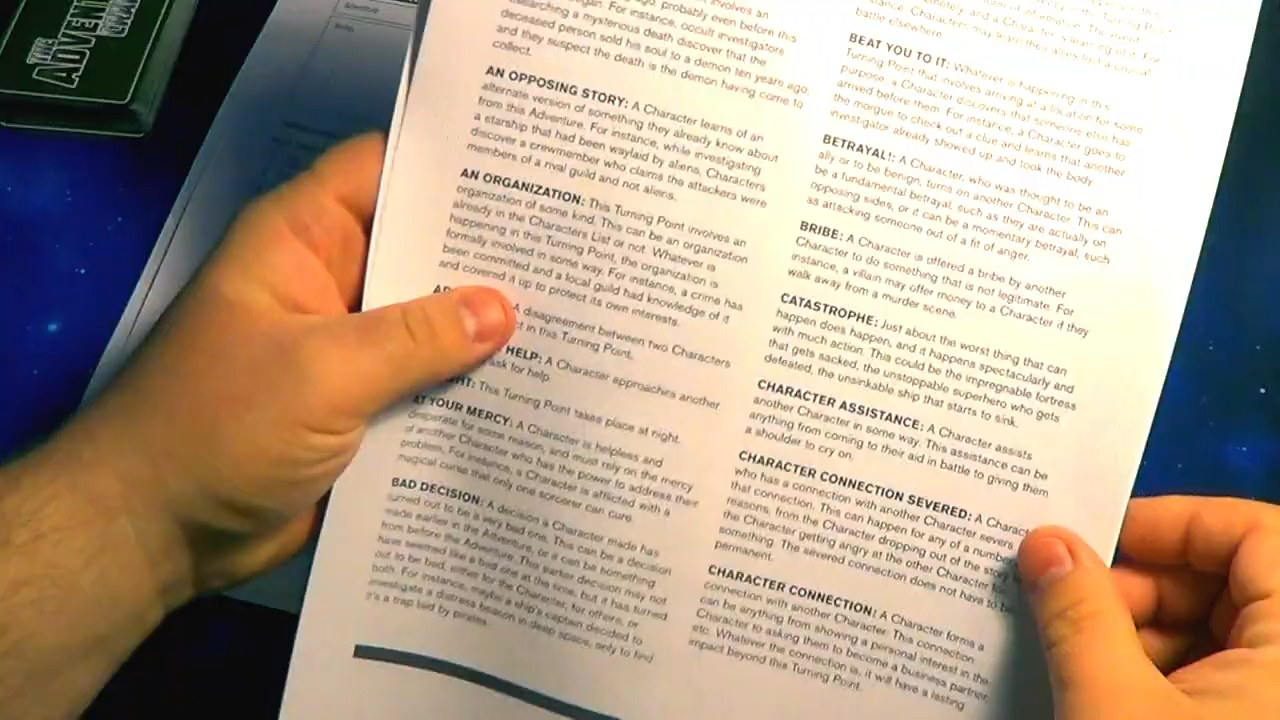 THE
ADVENTURE
Adventure
Notes
ago, probably even before this
began. For instance, occult investigators
researching a mysterious death discover that the
deceased person sold his soul to a demon ten years ago,
and they suspect the death is the demon having come to
collect.
AN OPPOSING STORY: A Character learns of an
alternate version of something they already know about
from this Adventure. For instance, while investigating
a starship that had been waylaid by aliens, Characters
discover a crewmember who claims the attackers were
members of a rival guild and not aliens.
AN ORGANIZATION: This Turning Point involves an
organization of some kind. This can be an organization
already in the Characters List or not. Whatever is
happening in this Turning Point, the organization is
formally involved in some way. For instance, a crime has
been committed and a local guild had knowledge of it
and covered it up to protect its own interests.
A disagreement between two Characters
in this Turning Point.
HELP: A Character approaches another
ask for help.
This Turning Point takes place at night.
AT YOUR MERCY: A Character is helpless and
desperate for some reason, and must rely on the mercy
of another Character who has the power to address their
problem. For instance, a Character is afflicted with a
magical curse that only one sorcerer can cure.
BAD DECISION: A decision a Character made has
turned out to be a very bad one. This can be a decision
made earlier in the Adventure, or it can be something
from before the Adventure. This earlier decision may not
have seemed like a bad one at the time, but it has turned
out to be bad, either for the Character, for others, or
both. For instance, maybe a ship's captain decided to
investigate a distress beacon in deep space, only to find
it's a trap laid by pirates.
battle elsewhere.
BEAT YOU TO IT: Whatever is happening in this
Turning Point that involves arriving at a location for some
purpose, a Character discovers that someone else has
arrived before them. For instance, a Character goes to
the morgue to check out a clue and learns that another
investigator already showed up and took the body.
BETRAYAL!: A Character, who was thought to be an
ally or to be benign, turns on another Character. This can
be a fundamental betrayal, such as they are actually on
opposing sides, or it can be a momentary betrayal, such
as attacking someone out of a fit of anger.
BRIBE: A Character is offered a bribe by another
Character to do something that is not legitimate. For
instance, a villain may offer money to a Character if they
walk away from a murder scene.
CATASTROPHE: Just about the worst thing that can
happen does happen, and it happens spectacularly and
with much action. This could be the impregnable fortress
that gets sacked, the unstoppable superhero who gets
defeated, the unsinkable ship that starts to sink.
CHARACTER ASSISTANCE: A Character assists
another Character in some way. This assistance can be
anything from coming to their aid in battle to giving them
a shoulder to cry on.
CHARACTER CONNECTION SEVERED: A Character
who has a connection with another Character severs
that connection. This can happen for any of a number
reasons, from the Character dropping out of the story
the Character getting angry at the other Character for
something. The severed connection does not have to be
permanent.
CHARACTER CONNECTION: A Character forms a
connection with another Character. This connection
can be anything from showing a personal interest in the
Character to asking them to become a business partner,
etc. Whatever the connection is, it will have a lasting
impact beyond this Turning Point.